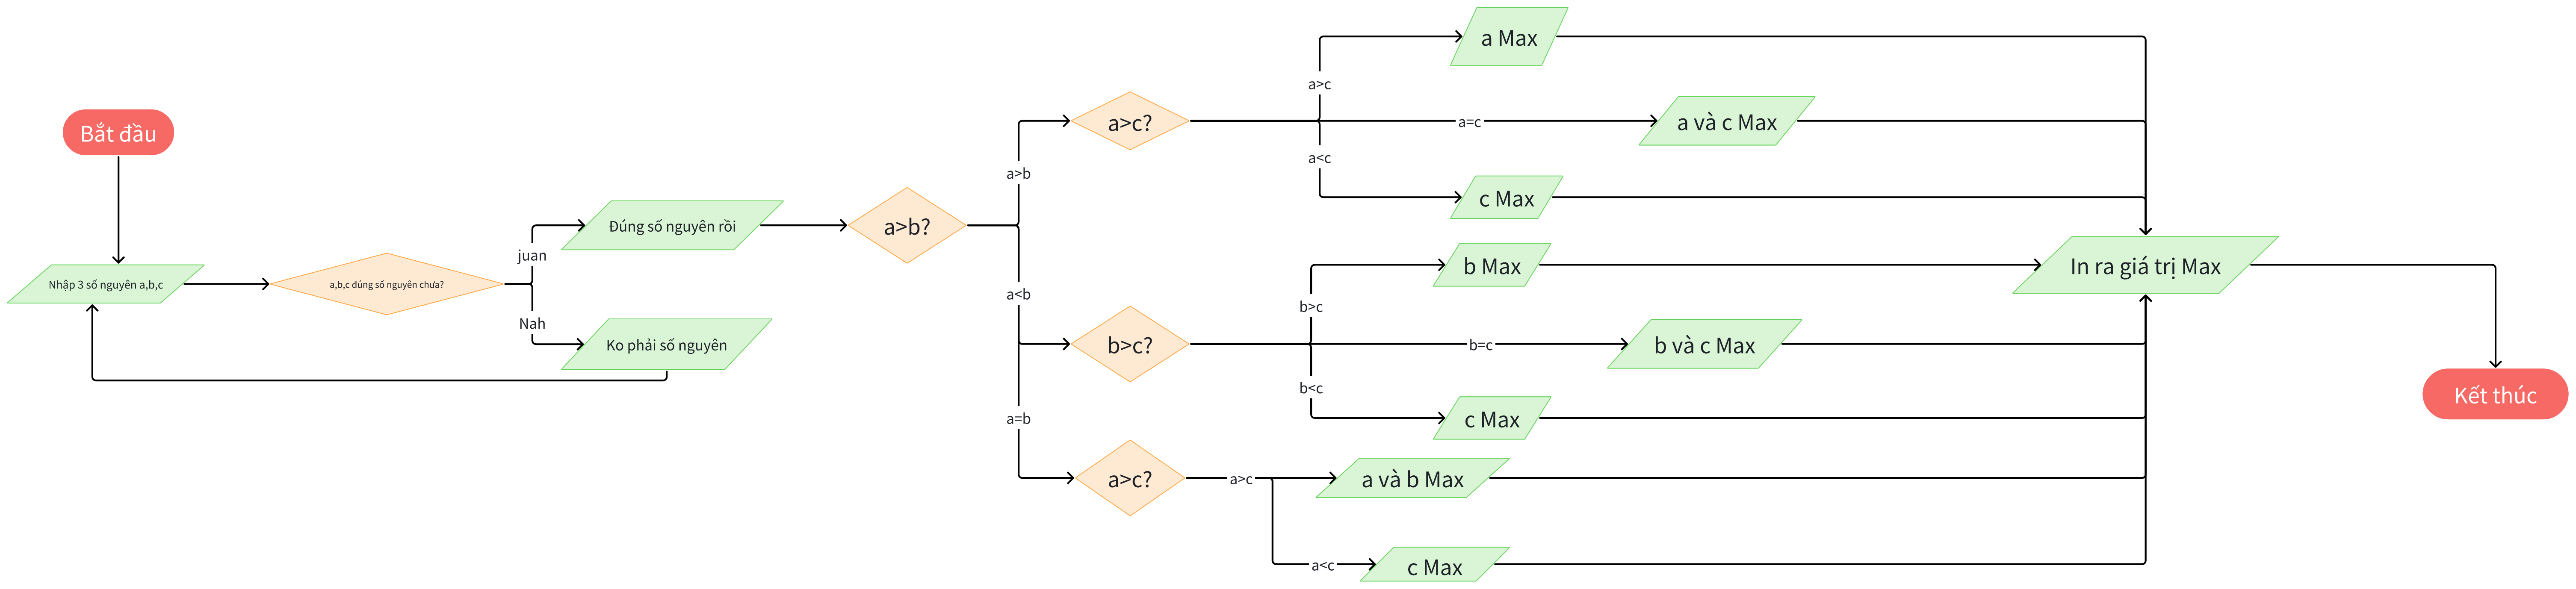 Bắt đầu
Nhập 3 số nguyên a,b,c
a,b,c đúng số nguyên chưa?
juan
Nah
Đúng số nguyên rồi
Ko phải số nguyên
a>b?
a>b
a<b
a=b
a>c?
a>c
a=c
a<c
a Max
a và c Max
c Max
b>c?
b>c
b=c
b<c
b Max
b và c Max
c Max
a>c?
a>c
a<c
a và b Max
c Max
In ra giá trị Max
Kết thúc